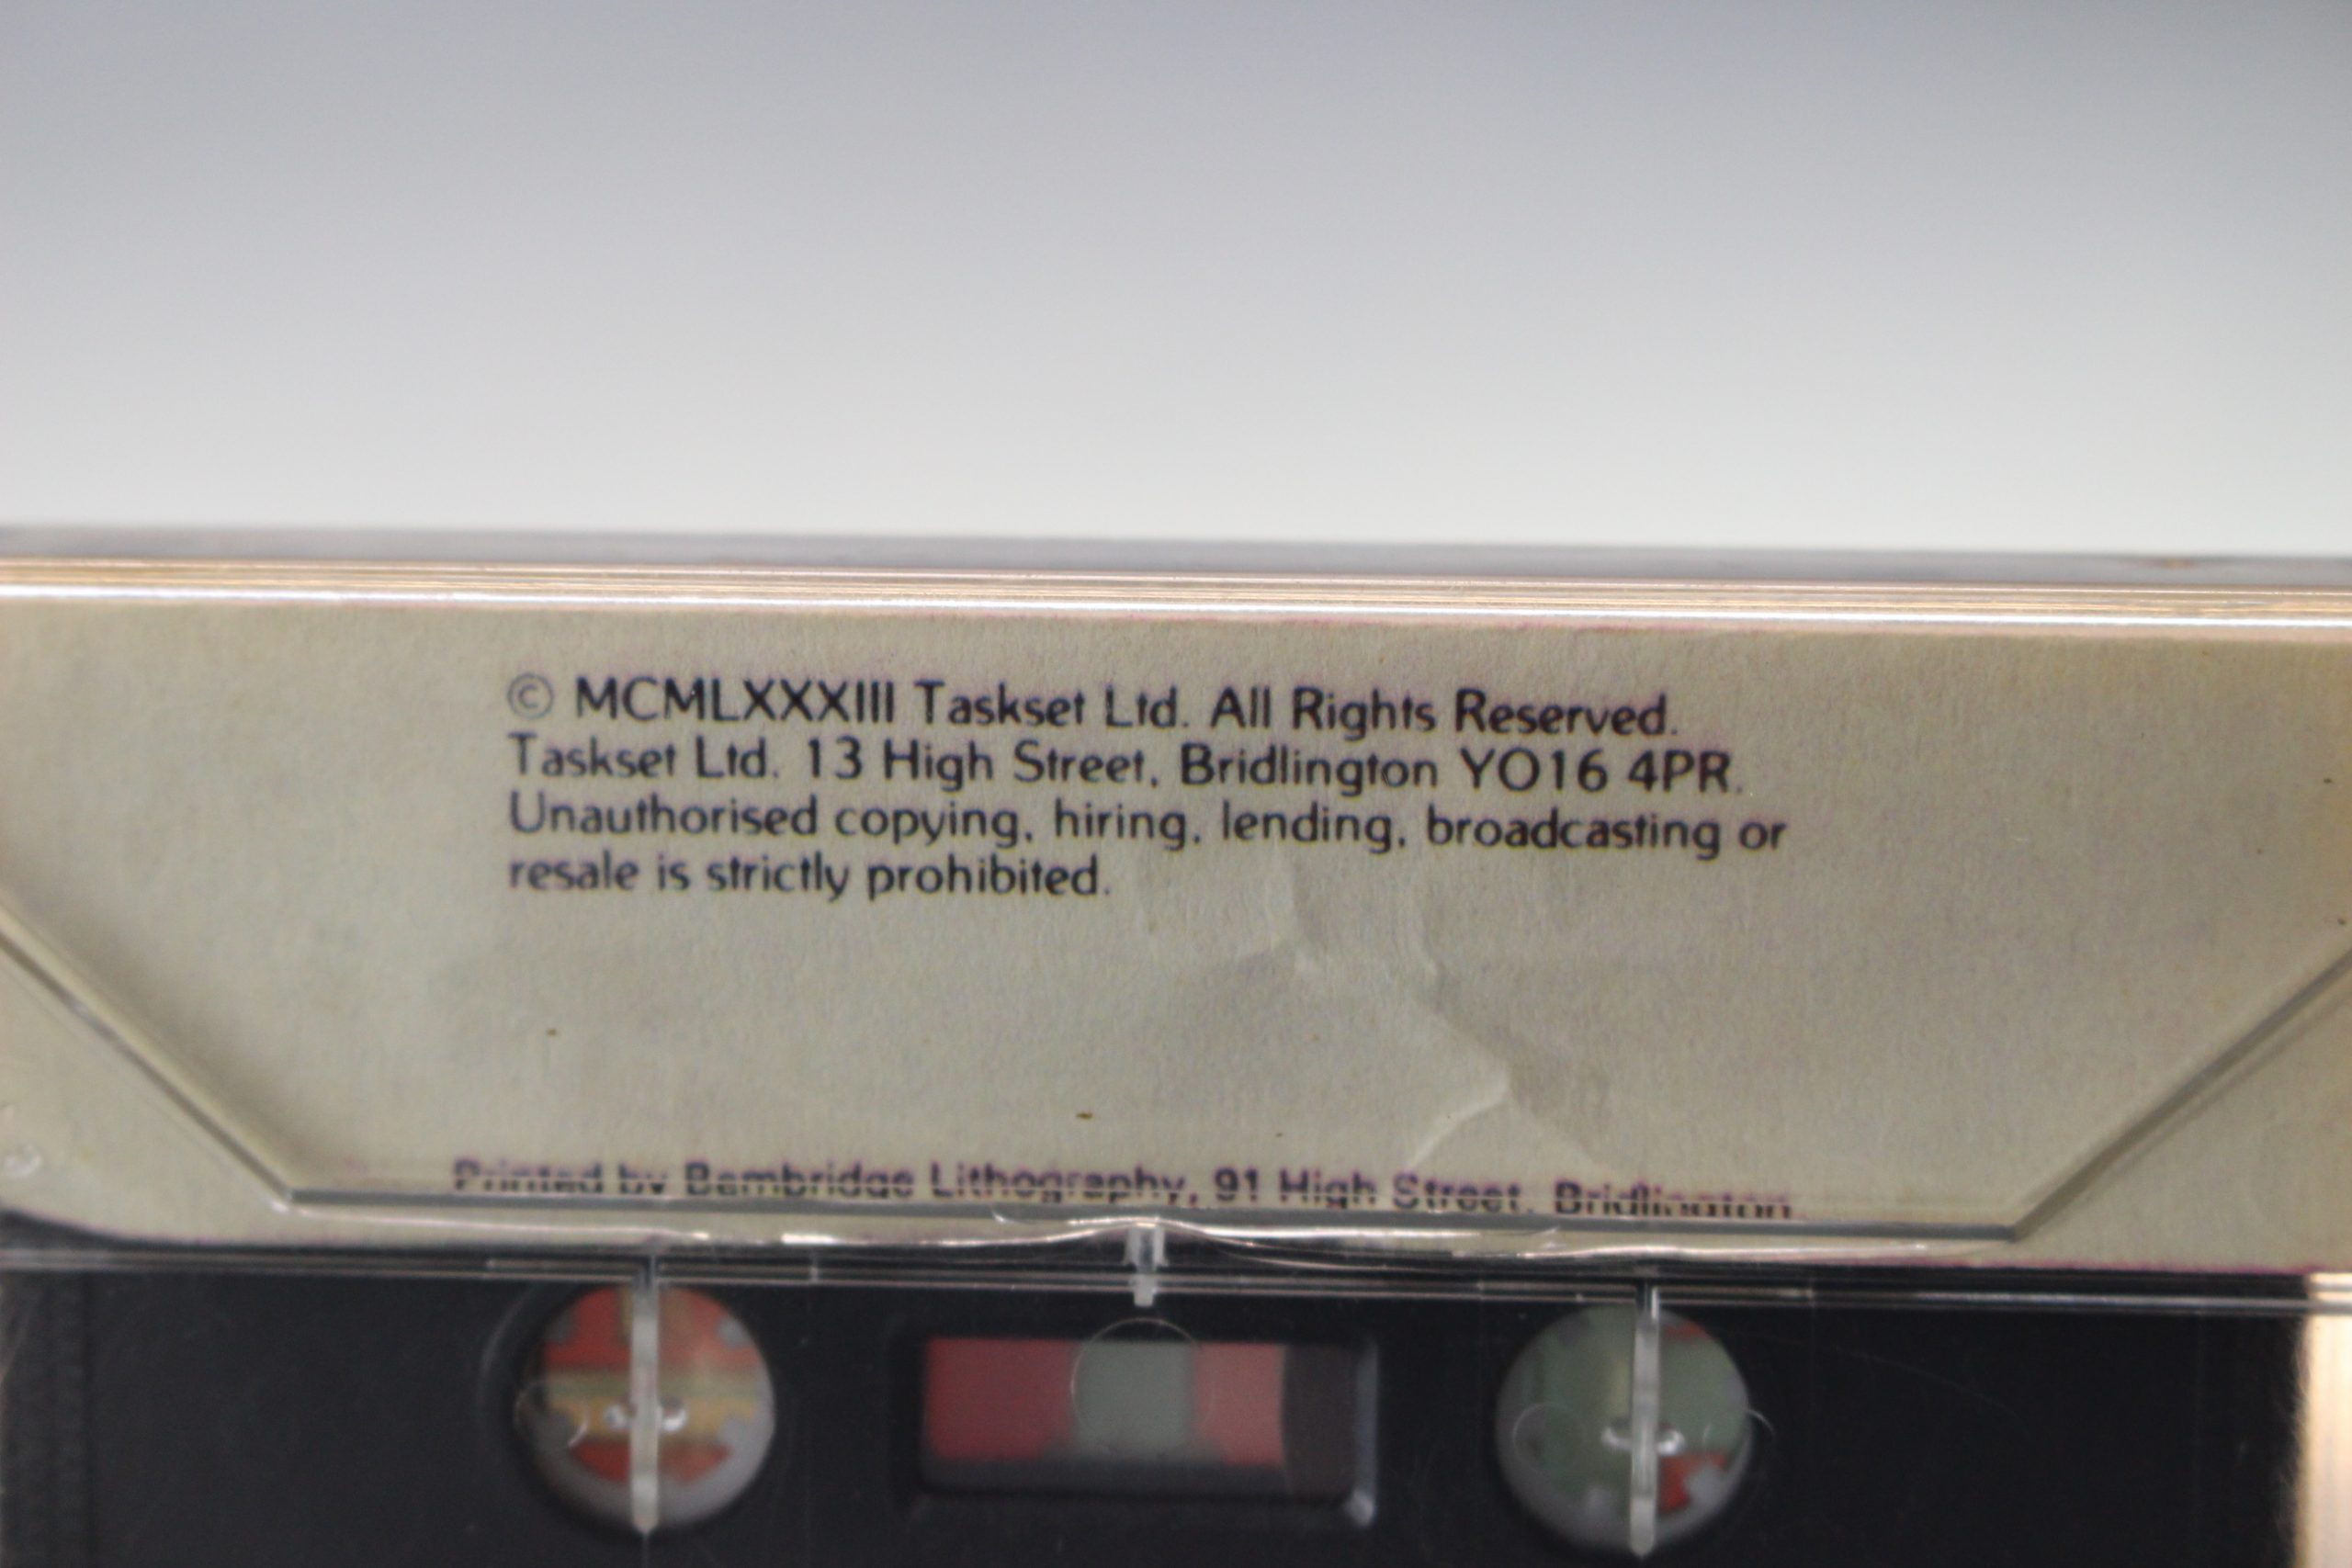 © MCMLXXXIII Taskset Ltd. All Rights Reserved.
Taskset Ltd. 13 High Street, Bridlington YO16 4PR.
Unauthorised copying, hiring, lending, broadcasting or
resale is strictly prohibited.
Printed by Bembridge Lithography, 91 High Street, Bridlington.